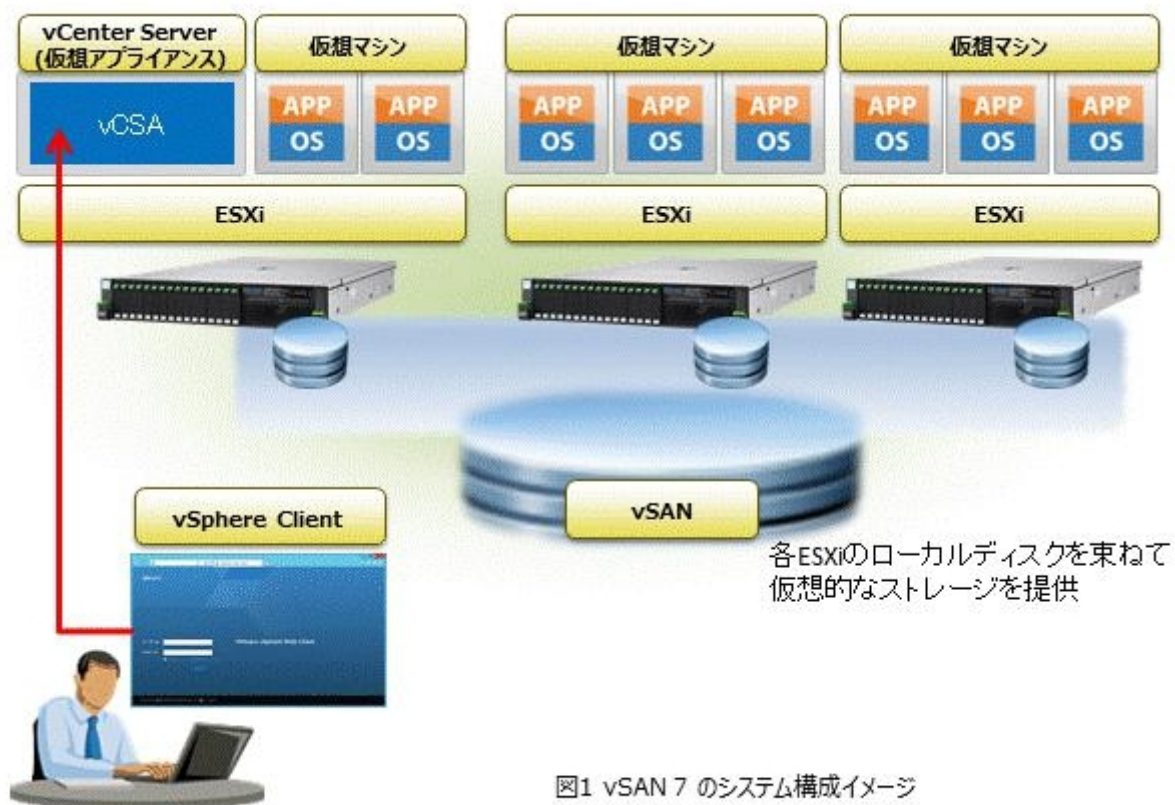 vCenter Server
(仮想アプライアンス)
仮想マシン
仮想マシン
仮想マシン
vCSA
APP
OS
APP
OS
APP
OS
APP
OS
APP
OS
APP
OS
APP
OS
APP
OS
ESXi
ESXi
ESXi
vSAN
vSphere Client
各ESXiのローカルディスクを束ねて
仮想的なストレージを提供
図1 vSAN 7 のシステム構成イメージ